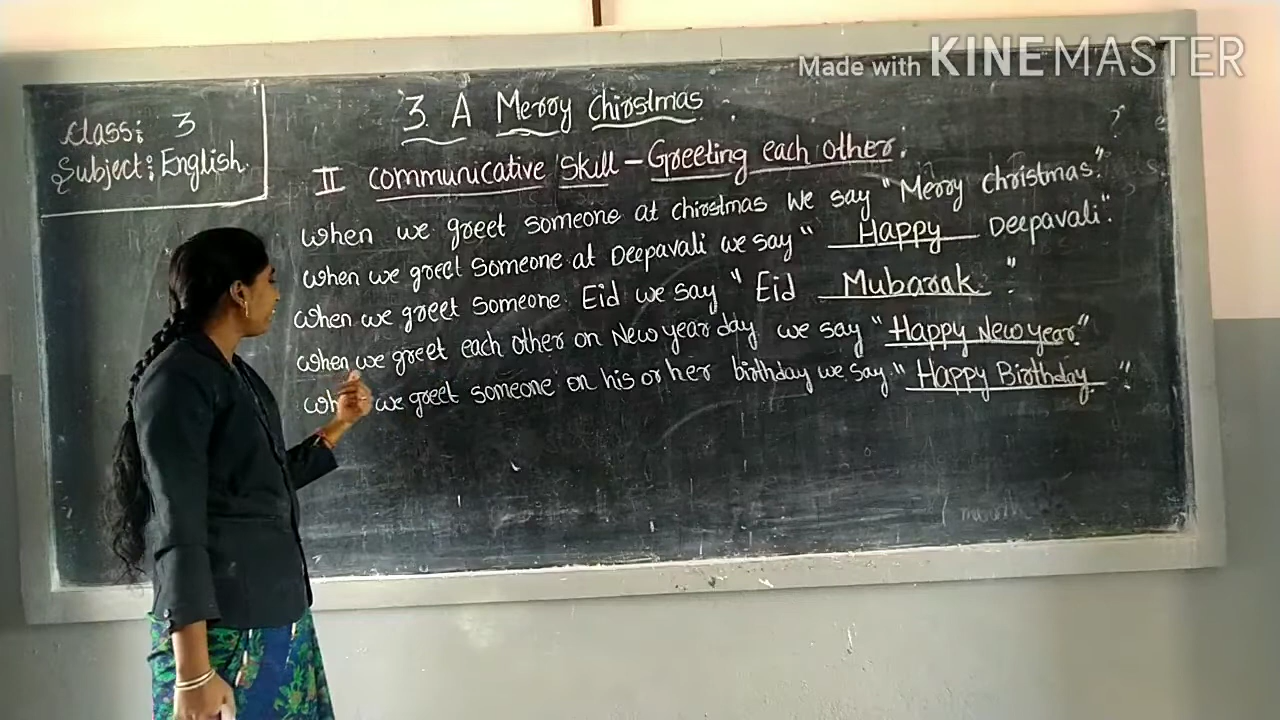 Made with KINEMASTER
Class: 3
Subject: English.
3. A Merry Chirstmas.
II Communicative Skill - Greeting each other.
When we greet someone at chirstmas We say "Merry Christmas."
When we greet Someone at Deepavali we say "Happy Deepavali".
When we greet Someone Eid we say "Eid Mubarak."
When we greet each other on New year day we say "Happy New year"
we greet someone on his or her birthday we say "Happy Birthday"